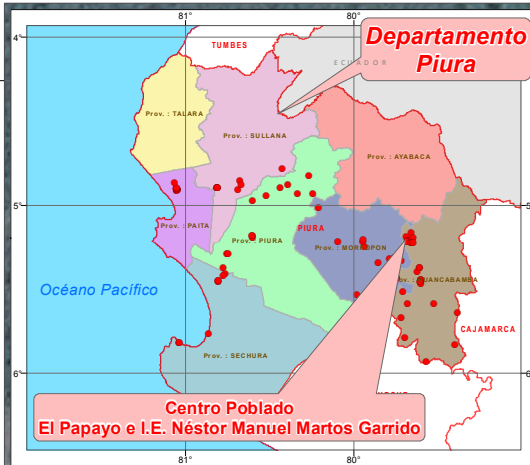 81°
80°
4°
TUMBES
Departamento
Piura
ECUADOR
Prov. : TALARA
Prov. : SULLANA
Prov. : AYABACA
5°
5°
Prov. : PAITA
Prov. : PIURA
PIURA
Prov. : MORROPON
Océano Pacífico
HUANCABAMBA
CAJAMARCA
Prov. : SECHURA
6°
6°
Centro Poblado
El Papayo e I.E. Néstor Manuel Martos Garrido
81°
80°